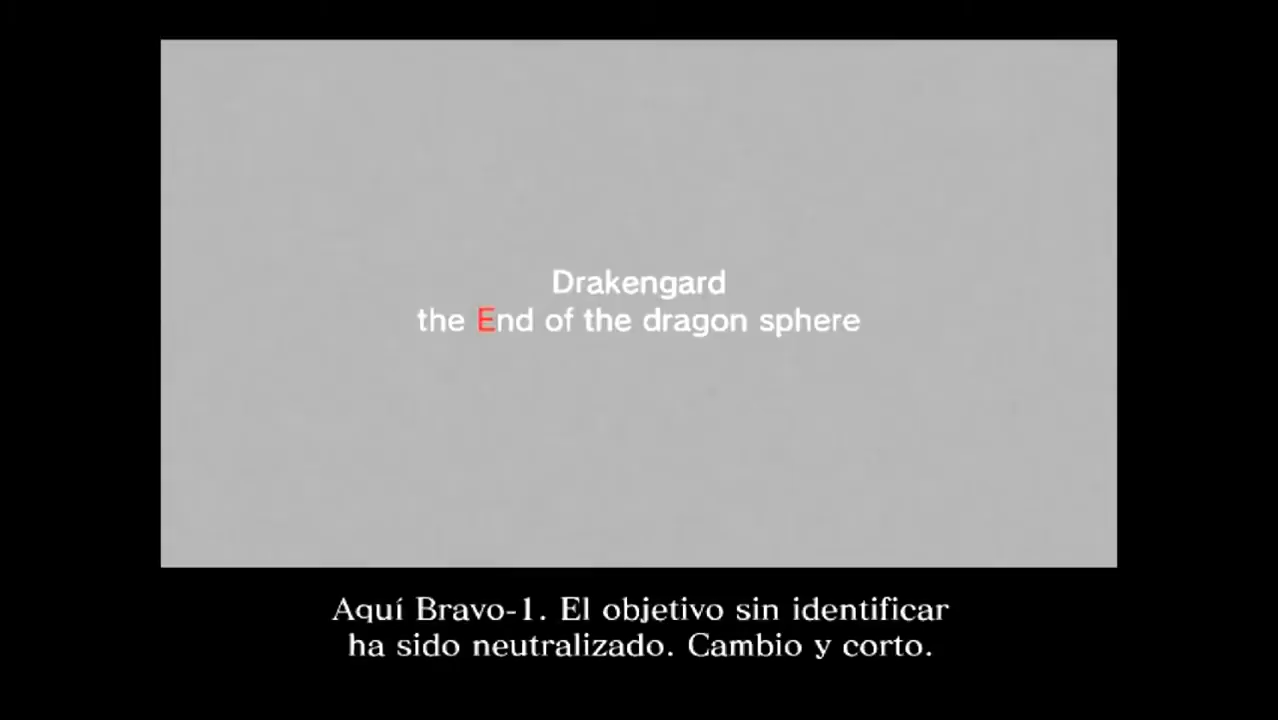 Drakengard
the End of the dragon sphere
Aquí Bravo-1. El objetivo sin identificar
ha sido neutralizado. Cambio y corto.